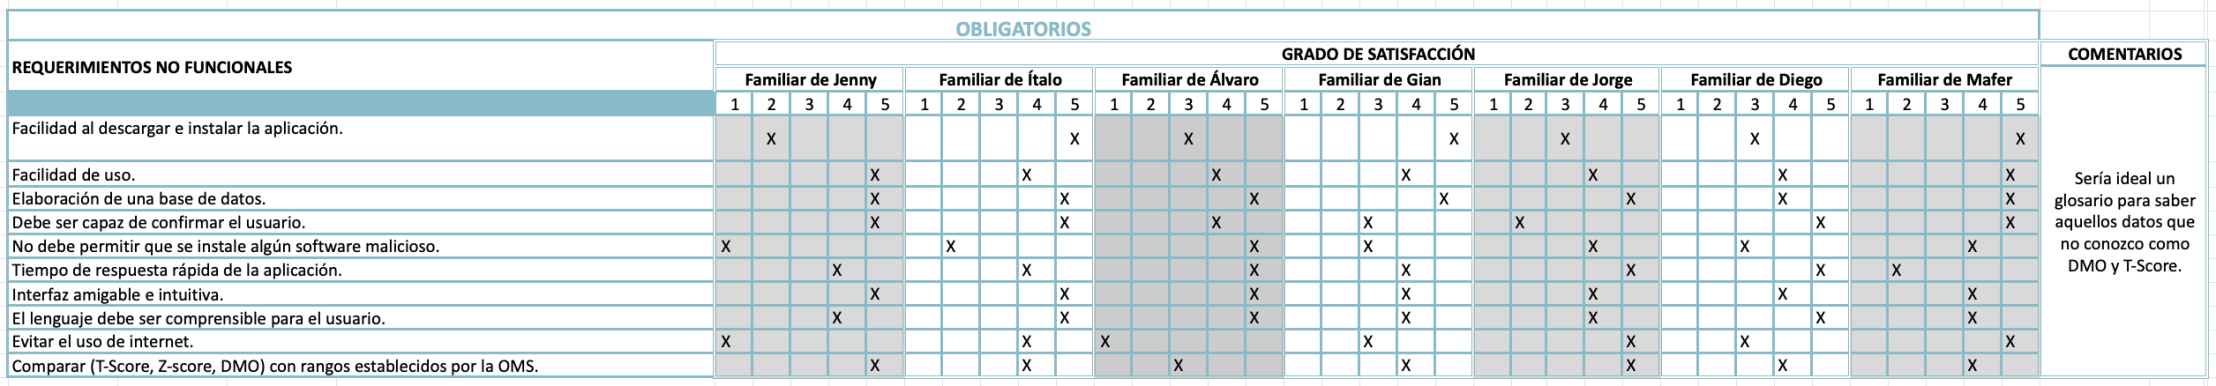 OBLIGATORIOS
REQUERIMIENTOS NO FUNCIONALES
GRADO DE SATISFACCIÓN
COMENTARIOS
Familiar de Jenny Familiar de Ítalo Familiar de Álvaro Familiar de Gian Familiar de Jorge Familiar de Diego Familiar de Mafer
1 2 3 4 5 1 2 3 4 5 1 2 3 4 5 1 2 3 4 5 1 2 3 4 5 1 2 3 4 5 1 2 3 4 5
Facilidad al descargar e instalar la aplicación. X X X X X X X
Facilidad de uso. X X X X X X X
Elaboración de una base de datos. X X X X X X X
Debe ser capaz de confirmar el usuario. X X X X X X X
No debe permitir que se instale algún software malicioso. X X X X X X X
Tiempo de respuesta rápida de la aplicación. X X X X X X X
Interfaz amigable e intuitiva. X X X X X X X
El lenguaje debe ser comprensible para el usuario. X X X X X X X
Evitar el uso de internet. X X X X X X X
Comparar (T-Score, Z-score, DMO) con rangos establecidos por la OMS. X X X X X X X
Sería ideal un
glosario para saber
aquellos datos que
no conozco como
DMO y T-Score.